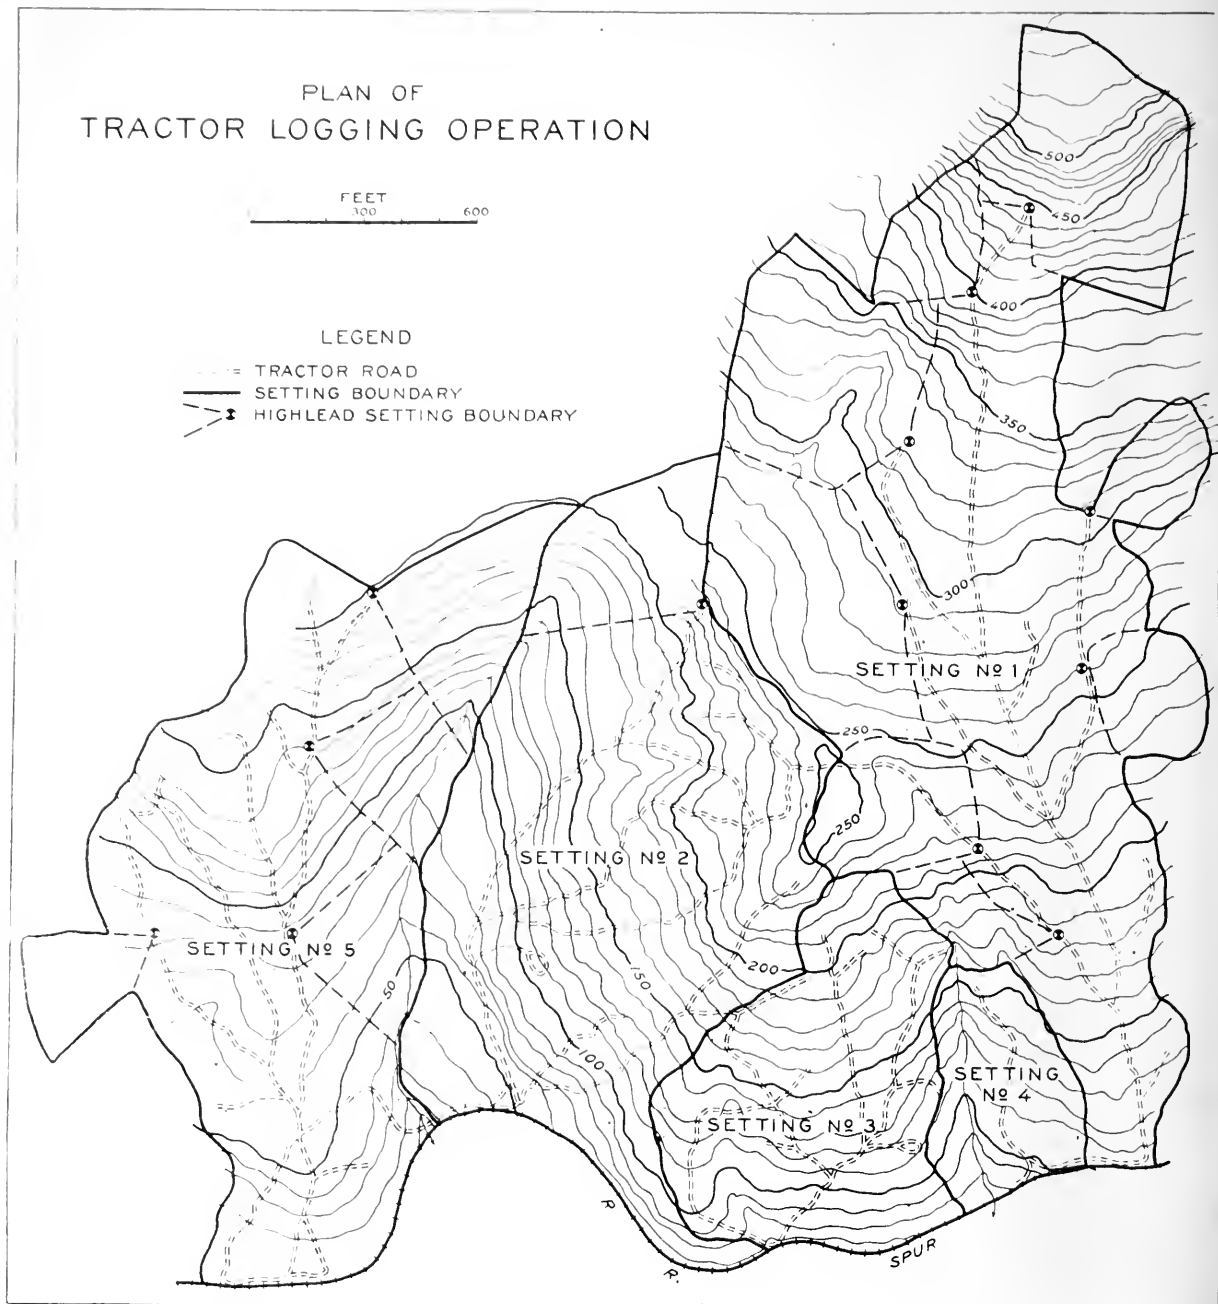 PLAN OF
TRACTOR LOGGING OPERATION
FEET
300 600
LEGEND
TRACTOR ROAD
SETTING BOUNDARY
HIGHLEAD SETTING BOUNDARY
500
450
400
350
300
SETTING Nº 1
250
250
SETTING Nº 2
SETTING Nº 5
200
150
50
100
SETTING
Nº 4
SETTING Nº 3
R. R. SPUR